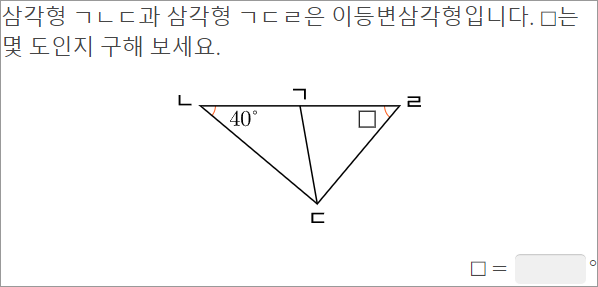 삼각형 ㄱㄴㄷ과 삼각형 ㄱㄷㄹ은 이등변삼각형입니다. □는
몇 도인지 구해 보세요.
ㄴ ㄱ ㄹ
40° □
ㄷ
□ = °